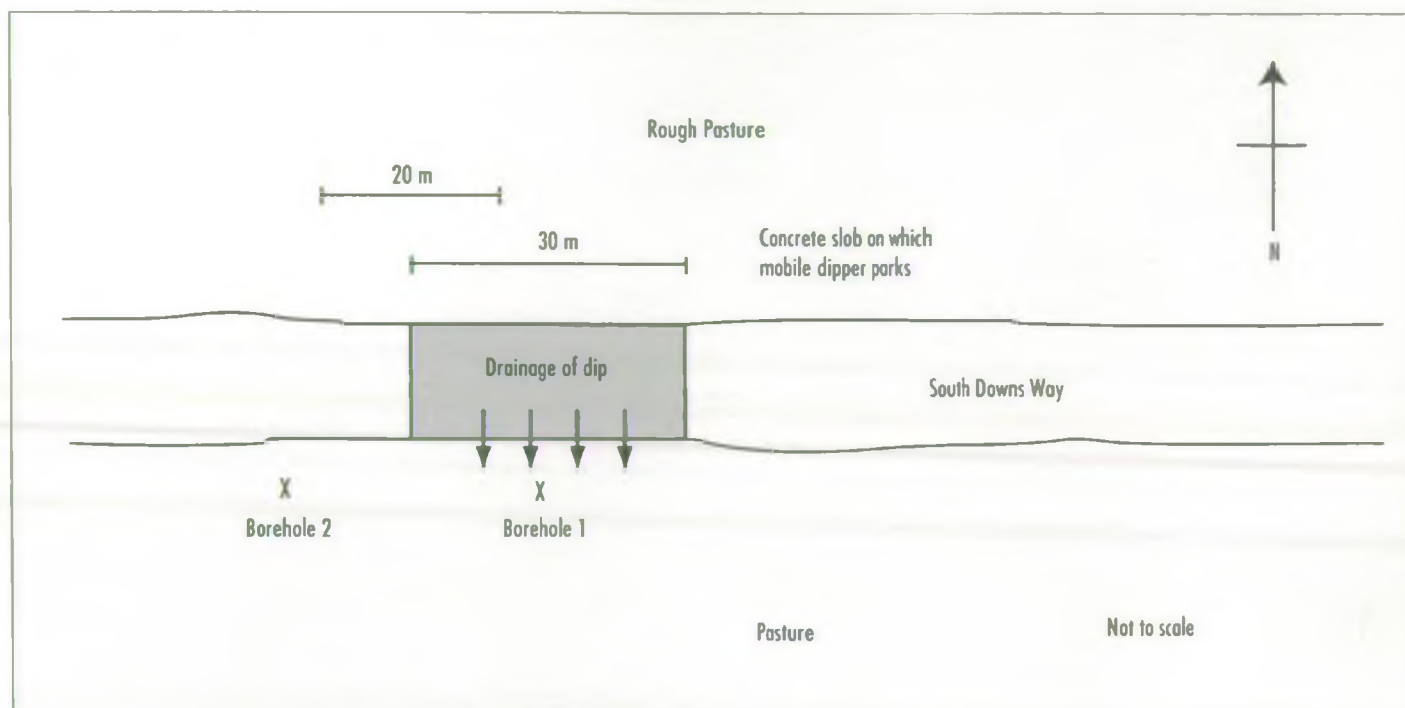 Rough Pasture
20 m
30 m
Concrete slob on which
mobile dipper parks
N
Drainage of dip
South Downs Way
X
Borehole 2
X
Borehole 1
Pasture
Not to scale